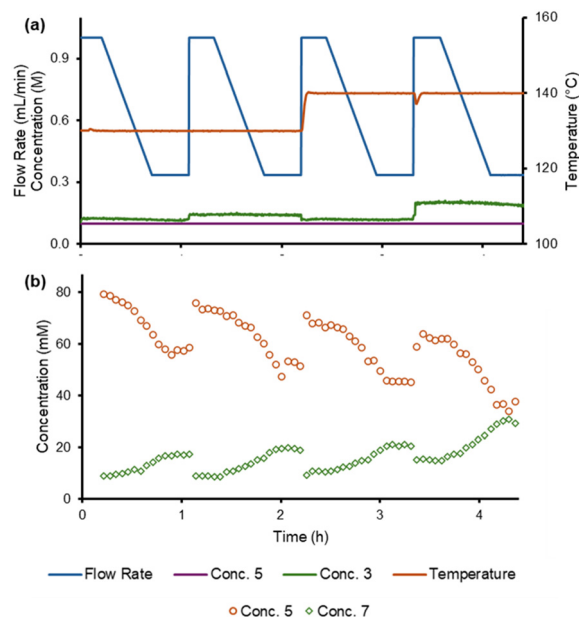 (a)
160
0.9
140
0.6
120
0.3
0.0
100
Flow Rate (mL/min)
Concentration (M)
Temperature (°C)
1
4
(b)
80
60
40
20
0
Concentration (mM)
0 1 2 3 4
Time (h)
Flow Rate Conc. 5 Conc. 3 Temperature
Conc. 5 Conc. 7